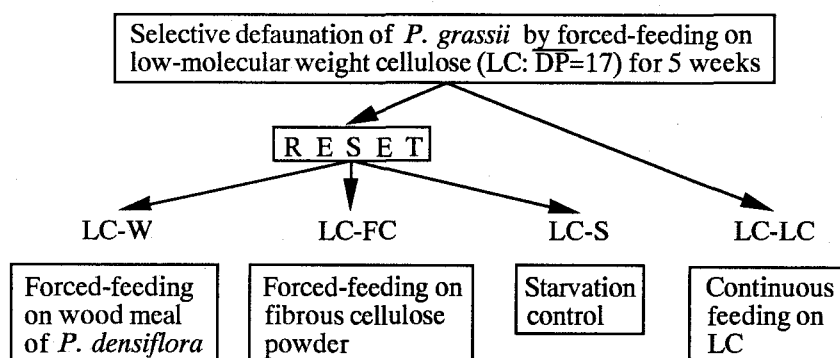 Selective defaunation of P. grassii by forced-feeding on
low-molecular weight cellulose (LC: D̅P̅=17) for 5 weeks
R E S E T
LC-W
LC-FC
LC-S
LC-LC
Forced-feeding
on wood meal
of P. densiflora
Forced-feeding on
fibrous cellulose
powder
Starvation
control
Continuous
feeding on
LC